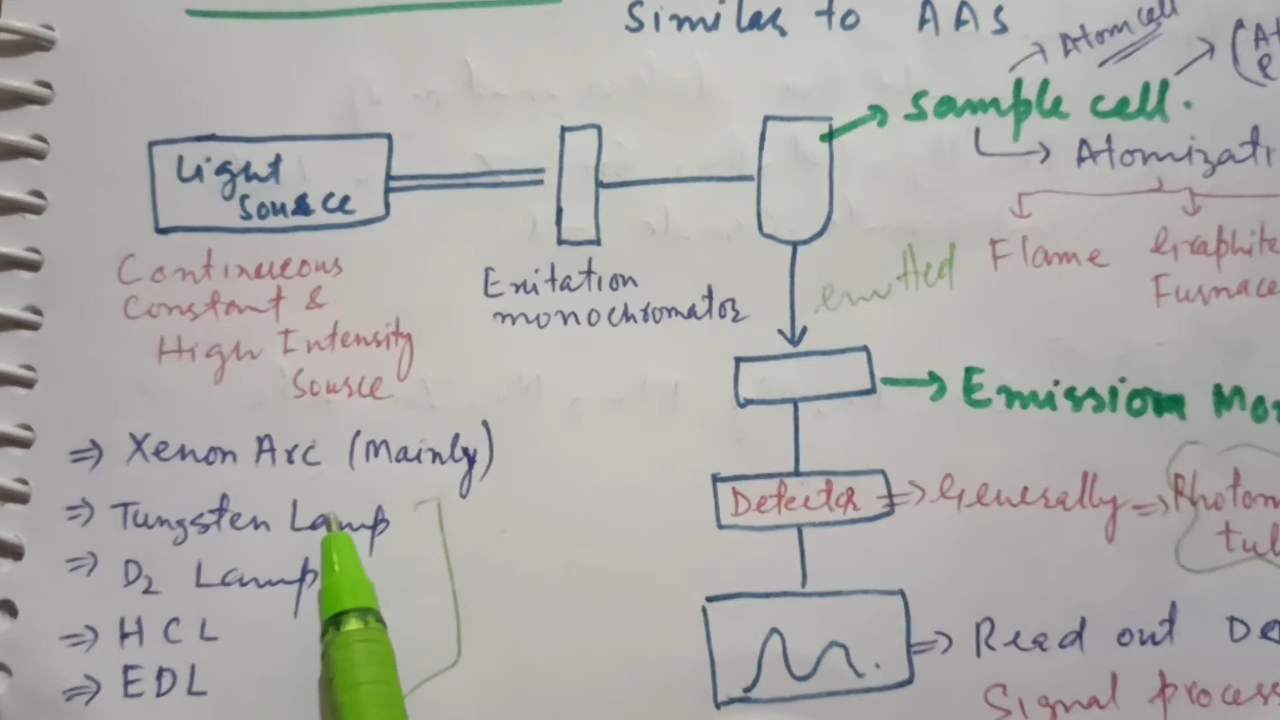 Similar to AAS
→ Atom cell
→ Sample cell.
→ Atomizati
Light
Source
Flame
Graphite
Furnace
Continueous
Constant &
High Intensity
Source
Exitation
monochromator
emitted
→ Emission Mo
⇒ Xenon Arc (Mainly)
⇒ Tungsten Lamp
⇒ D2 Lamp
⇒ HCL
⇒ EDL
Detector ⇒ Generally ⇒ Photom
tub
⇒ Read out De
Signal process